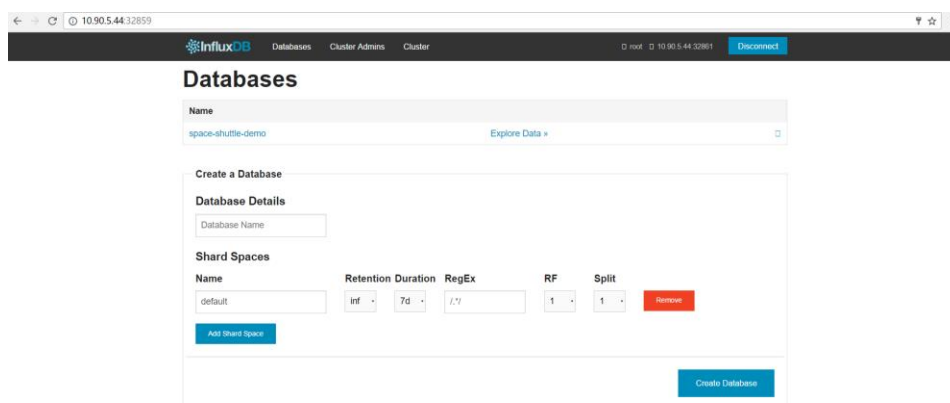 10.90.5.44:32859
InfluxDB Databases Cluster Admins Cluster root 10.90.5.44:32861 Disconnect
Databases
Name
space-shuttle-demo Explore Data »
Create a Database
Database Details
Database Name
Shard Spaces
Name Retention Duration RegEx RF Split
default inf 7d /.*/ 1 1 Remove
Add Shard Space
Create Database